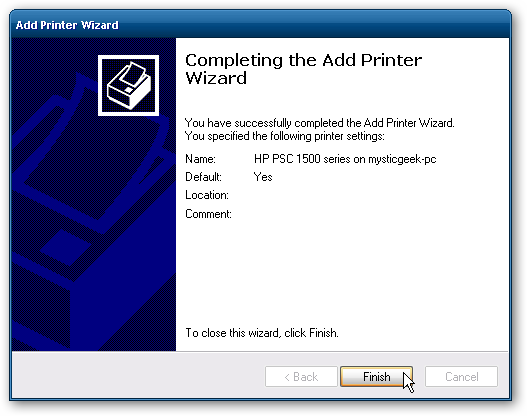 Add Printer Wizard
Completing the Add Printer
Wizard
You have successfully completed the Add Printer Wizard.
You specified the following printer settings:
Name: HP PSC 1500 series on mysticgeek-pc
Default: Yes
Location:
Comment:
To close this wizard, click Finish.
< Back Finish Cancel